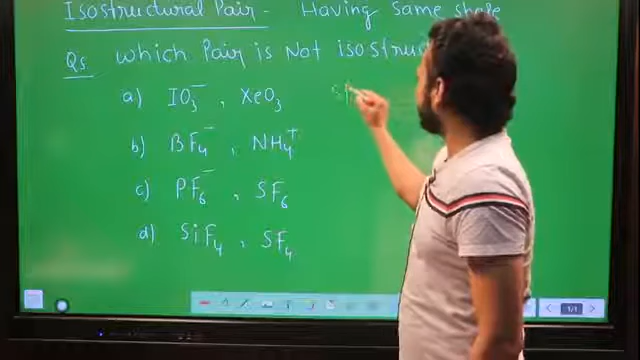 Isostructural Pair - Having Same shape
Qs which Pair is Not isostruc
a) IO₃⁻ , XeO₃
b) BF₄⁻ , NH₄⁺
c) PF₆⁻ , SF₆
d) SiF₄ , SF₄
1/1